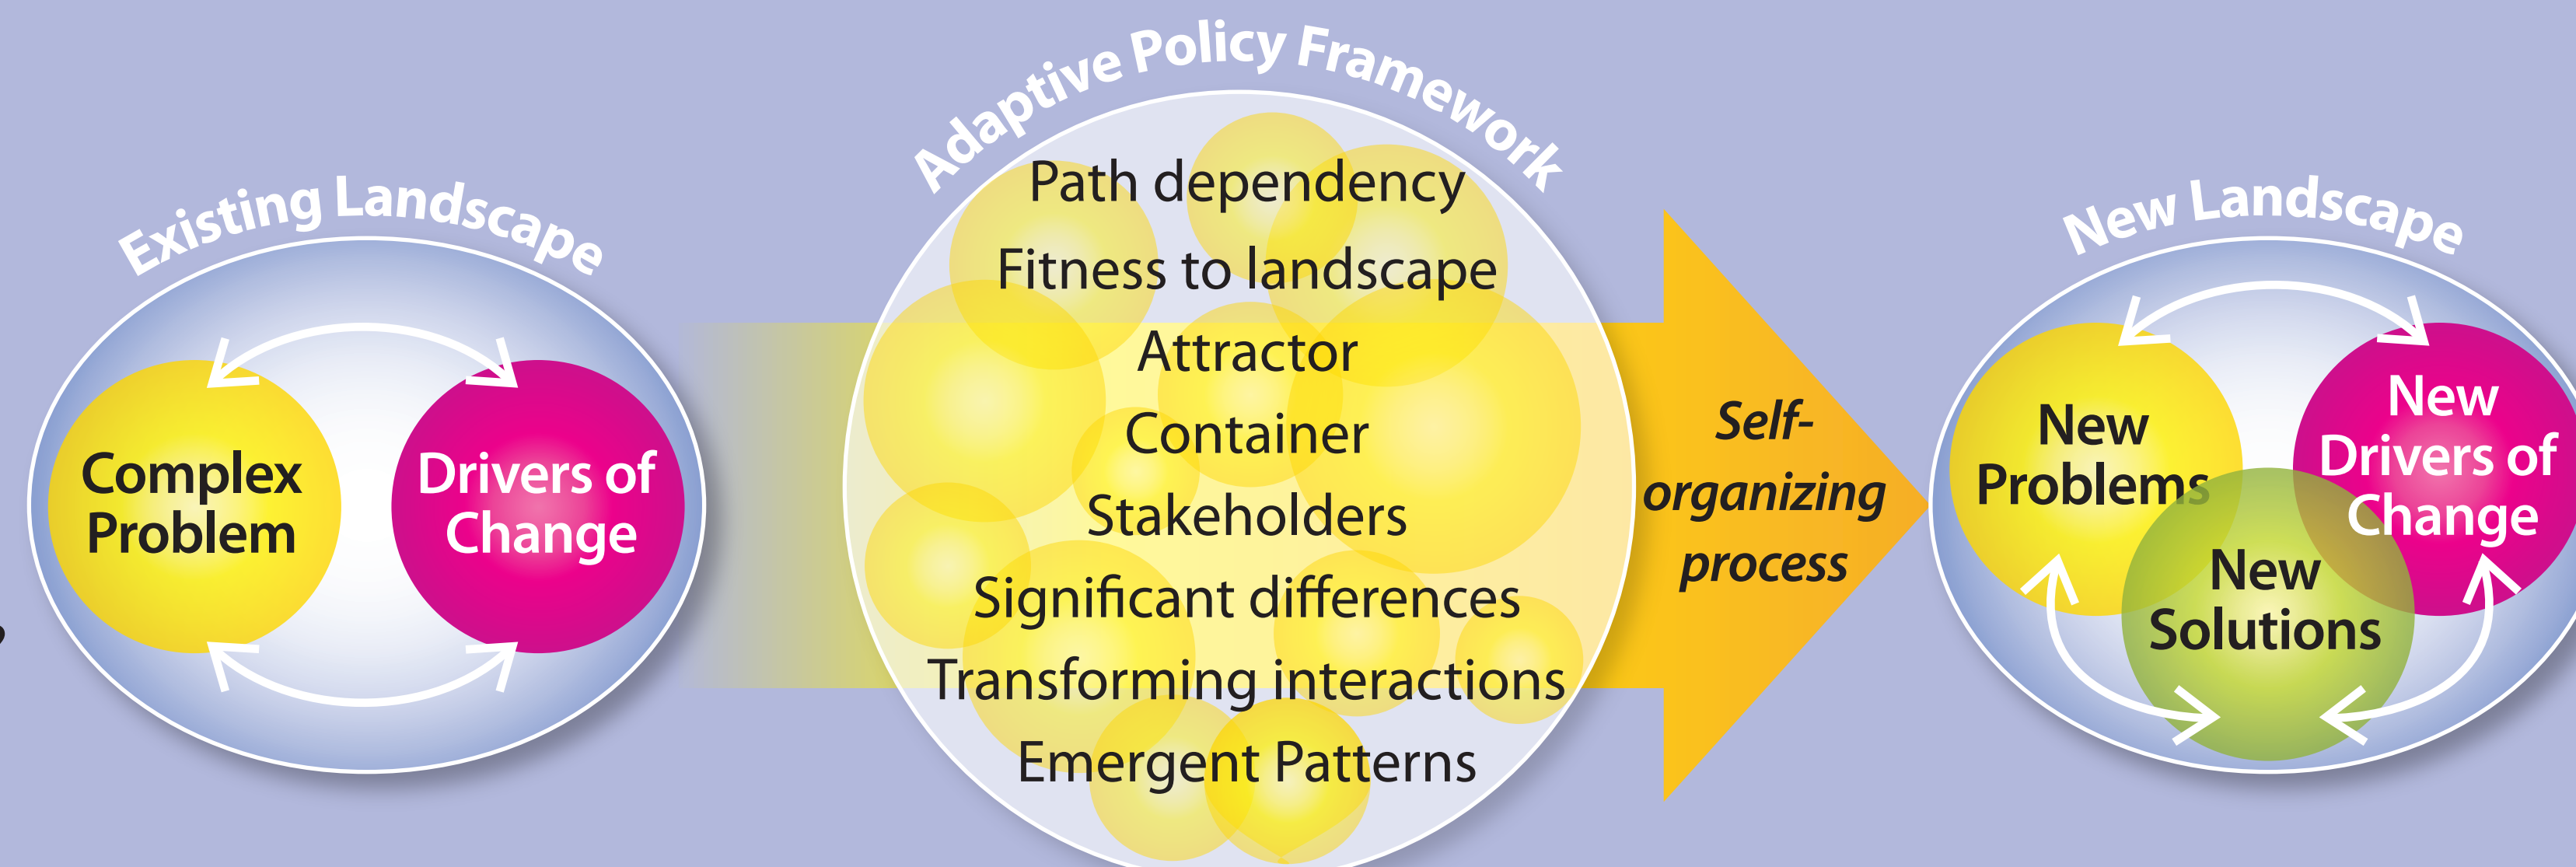 Existing Landscape
Complex
Problem
Drivers of
Change
Adaptive Policy Framework
Path dependency
Fitness to landscape
Attractor
Container
Stakeholders
Significant differences
Transforming interactions
Emergent Patterns
Self-
organizing
process
New Landscape
New
Problems
New
Drivers of
Change
New
Solutions